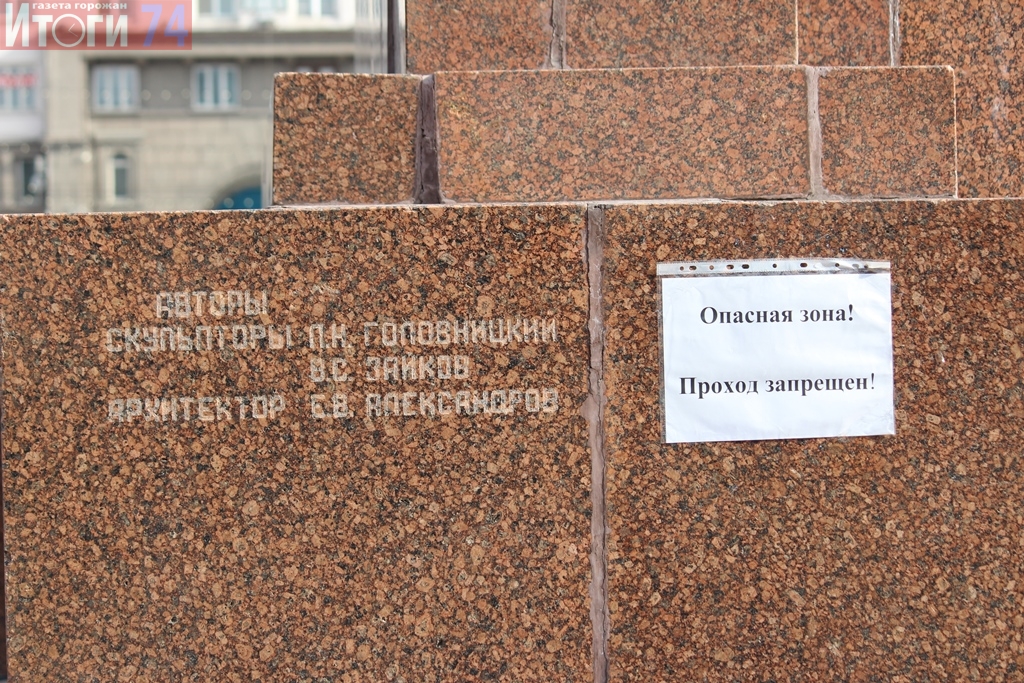 газета горожан
Итоги 74
АВТОРЫ
СКУЛЬПТОРЫ Л.Н. ГОЛОВНИЦКИЙ
В.С. ЗАЙКОВ
АРХИТЕКТОР Е.В. АЛЕКСАНДРОВ
Опасная зона!
Проход запрещен!